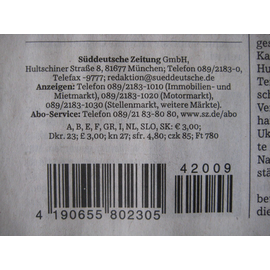 Süddeutsche Zeitung GmbH,
Hultschiner Straße 8, 81677 München; Telefon 089/2183-0,
Telefax -9777; redaktion@sueddeutsche.de
Anzeigen: Telefon 089/2183-1010 (Immobilien- und
Mietmarkt), 089/2183-1020 (Motormarkt),
089/2183-1030 (Stellenmarkt, weitere Märkte).
Abo-Service: Telefon 089/21 83-80 80, www.sz.de/abo
A, B, E, F, GR, I, NL, SLO, SK: € 3,00;
Dkr. 23; £ 3,00; kn 27; sfr. 4,80; czk 85; Ft 780
42009
4 190655 802305